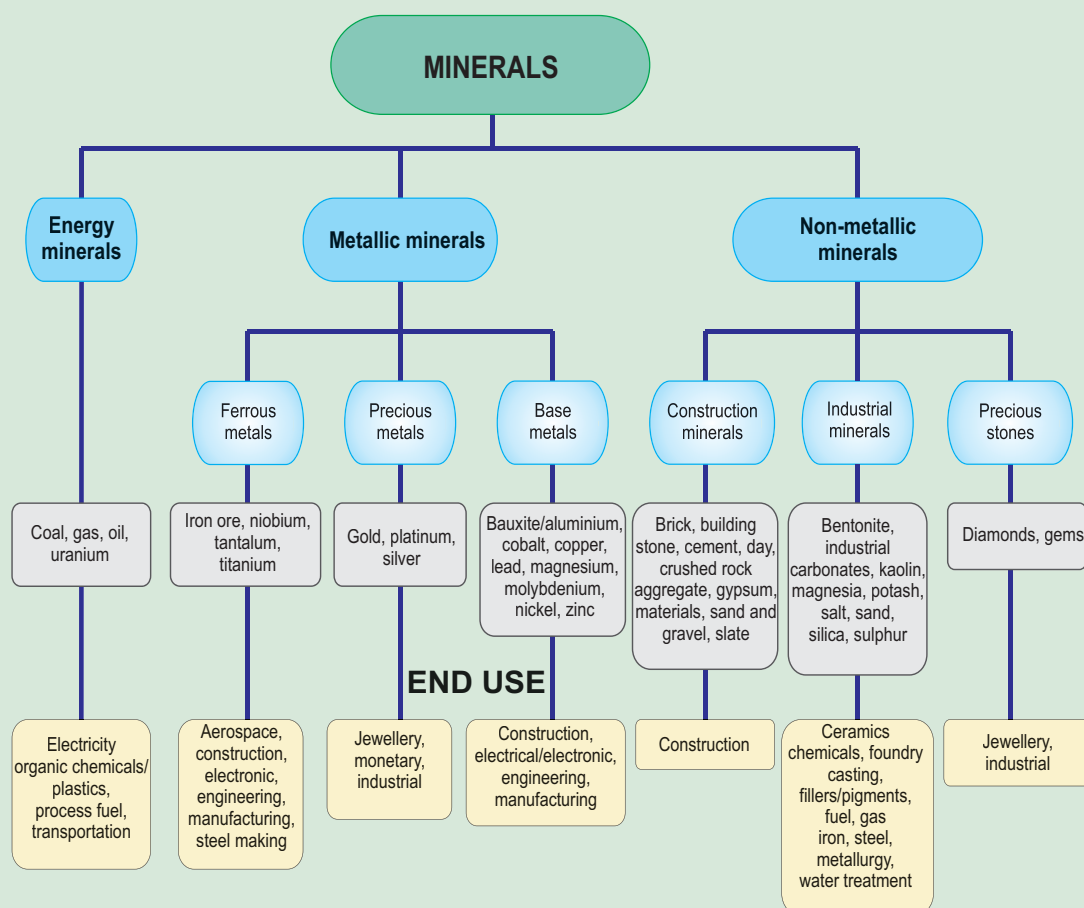 MINERALS
Energy
minerals
Metallic minerals
Non-metallic
minerals
Ferrous
metals
Precious
metals
Base
metals
Construction
minerals
Industrial
minerals
Precious
stones
Coal, gas, oil,
uranium
Iron ore, niobium,
tantalum,
titanium
Gold, platinum,
silver
Bauxite/aluminium,
cobalt, copper,
lead, magnesium,
molybdenum,
nickel, zinc
Brick, building
stone, cement, day,
crushed rock
aggregate, gypsum,
materials, sand and
gravel, slate
Bentonite,
industrial
carbonates, kaolin,
magnesia, potash,
salt, sand,
silica, sulphur
Diamonds, gems
END USE
Electricity
organic chemicals/
plastics,
process fuel,
transportation
Aerospace,
construction,
electronic,
engineering,
manufacturing,
steel making
Jewellery,
monetary,
industrial
Construction,
electrical/electronic,
engineering,
manufacturing
Construction
Ceramics
chemicals, foundry
casting,
fillers/pigments,
fuel, gas
iron, steel,
metallurgy,
water treatment
Jewellery,
industrial